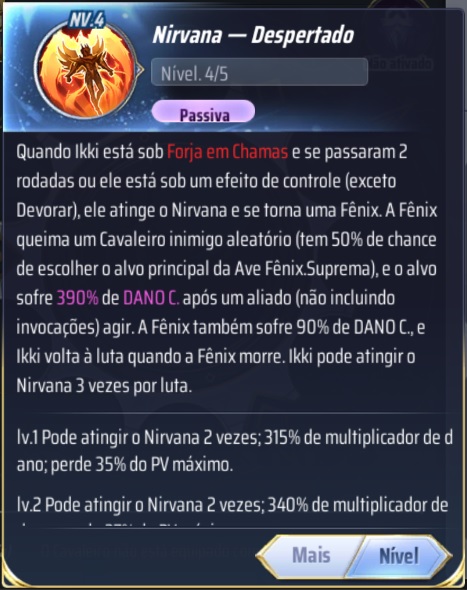 NV.4
Nirvana — Despertado
Nível. 4/5
Passiva
Quando Ikki está sob Forja em Chamas e se passaram 2
rodadas ou ele está sob um efeito de controle (exceto
Devorar), ele atinge o Nirvana e se torna uma Fênix. A Fênix
queima um Cavaleiro inimigo aleatório (tem 50% de chance
de escolher o alvo principal da Ave Fênix.Suprema), e o alvo
sofre 390% de DANO C. após um aliado (não incluindo
invocações) agir. A Fênix também sofre 90% de DANO C., e
Ikki volta à luta quando a Fênix morre. Ikki pode atingir o
Nirvana 3 vezes por luta.
lv.1 Pode atingir o Nirvana 2 vezes; 315% de multiplicador de d
ano; perde 35% do PV máximo.
lv.2 Pode atingir o Nirvana 2 vezes; 340% de multiplicador de
Mais
Nível